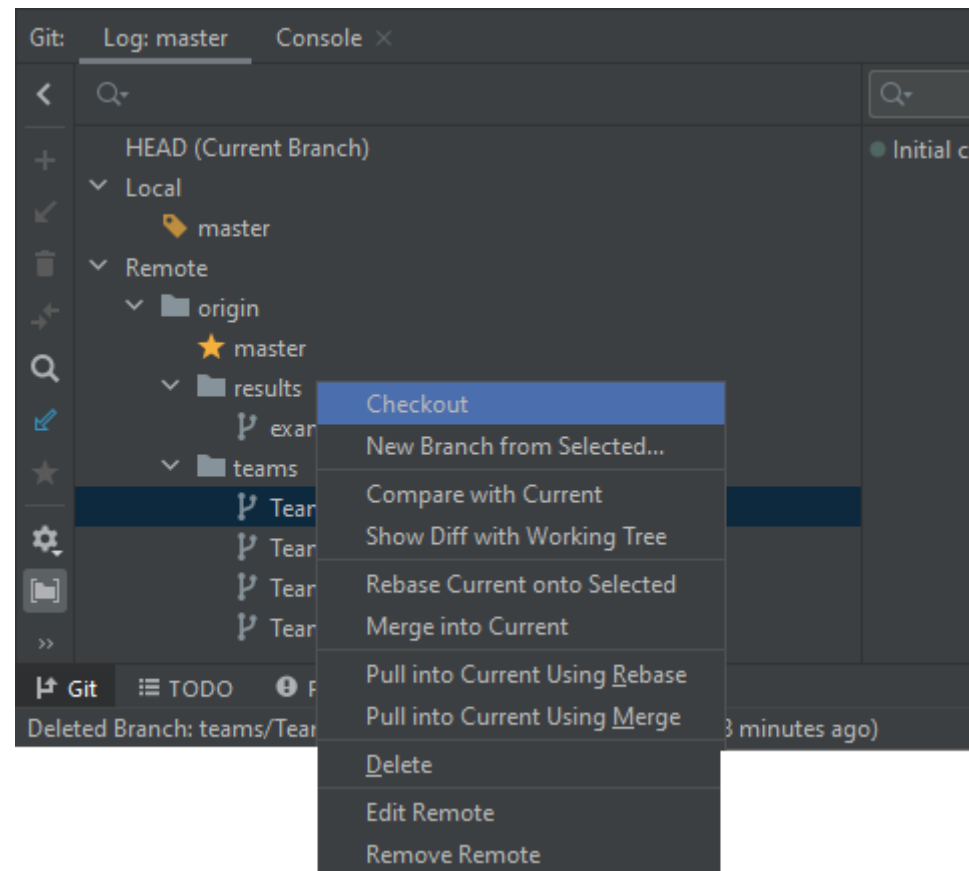 Git: Log: master Console
HEAD (Current Branch)
Initial
Local
master
Remote
origin
master
results
teams
Checkout
New Branch from Selected...
Compare with Current
Show Diff with Working Tree
Rebase Current onto Selected
Merge into Current
Pull into Current Using Rebase
Pull into Current Using Merge
Delete
Edit Remote
Remove Remote
Git TODO
Deleted Branch: minutes ago)